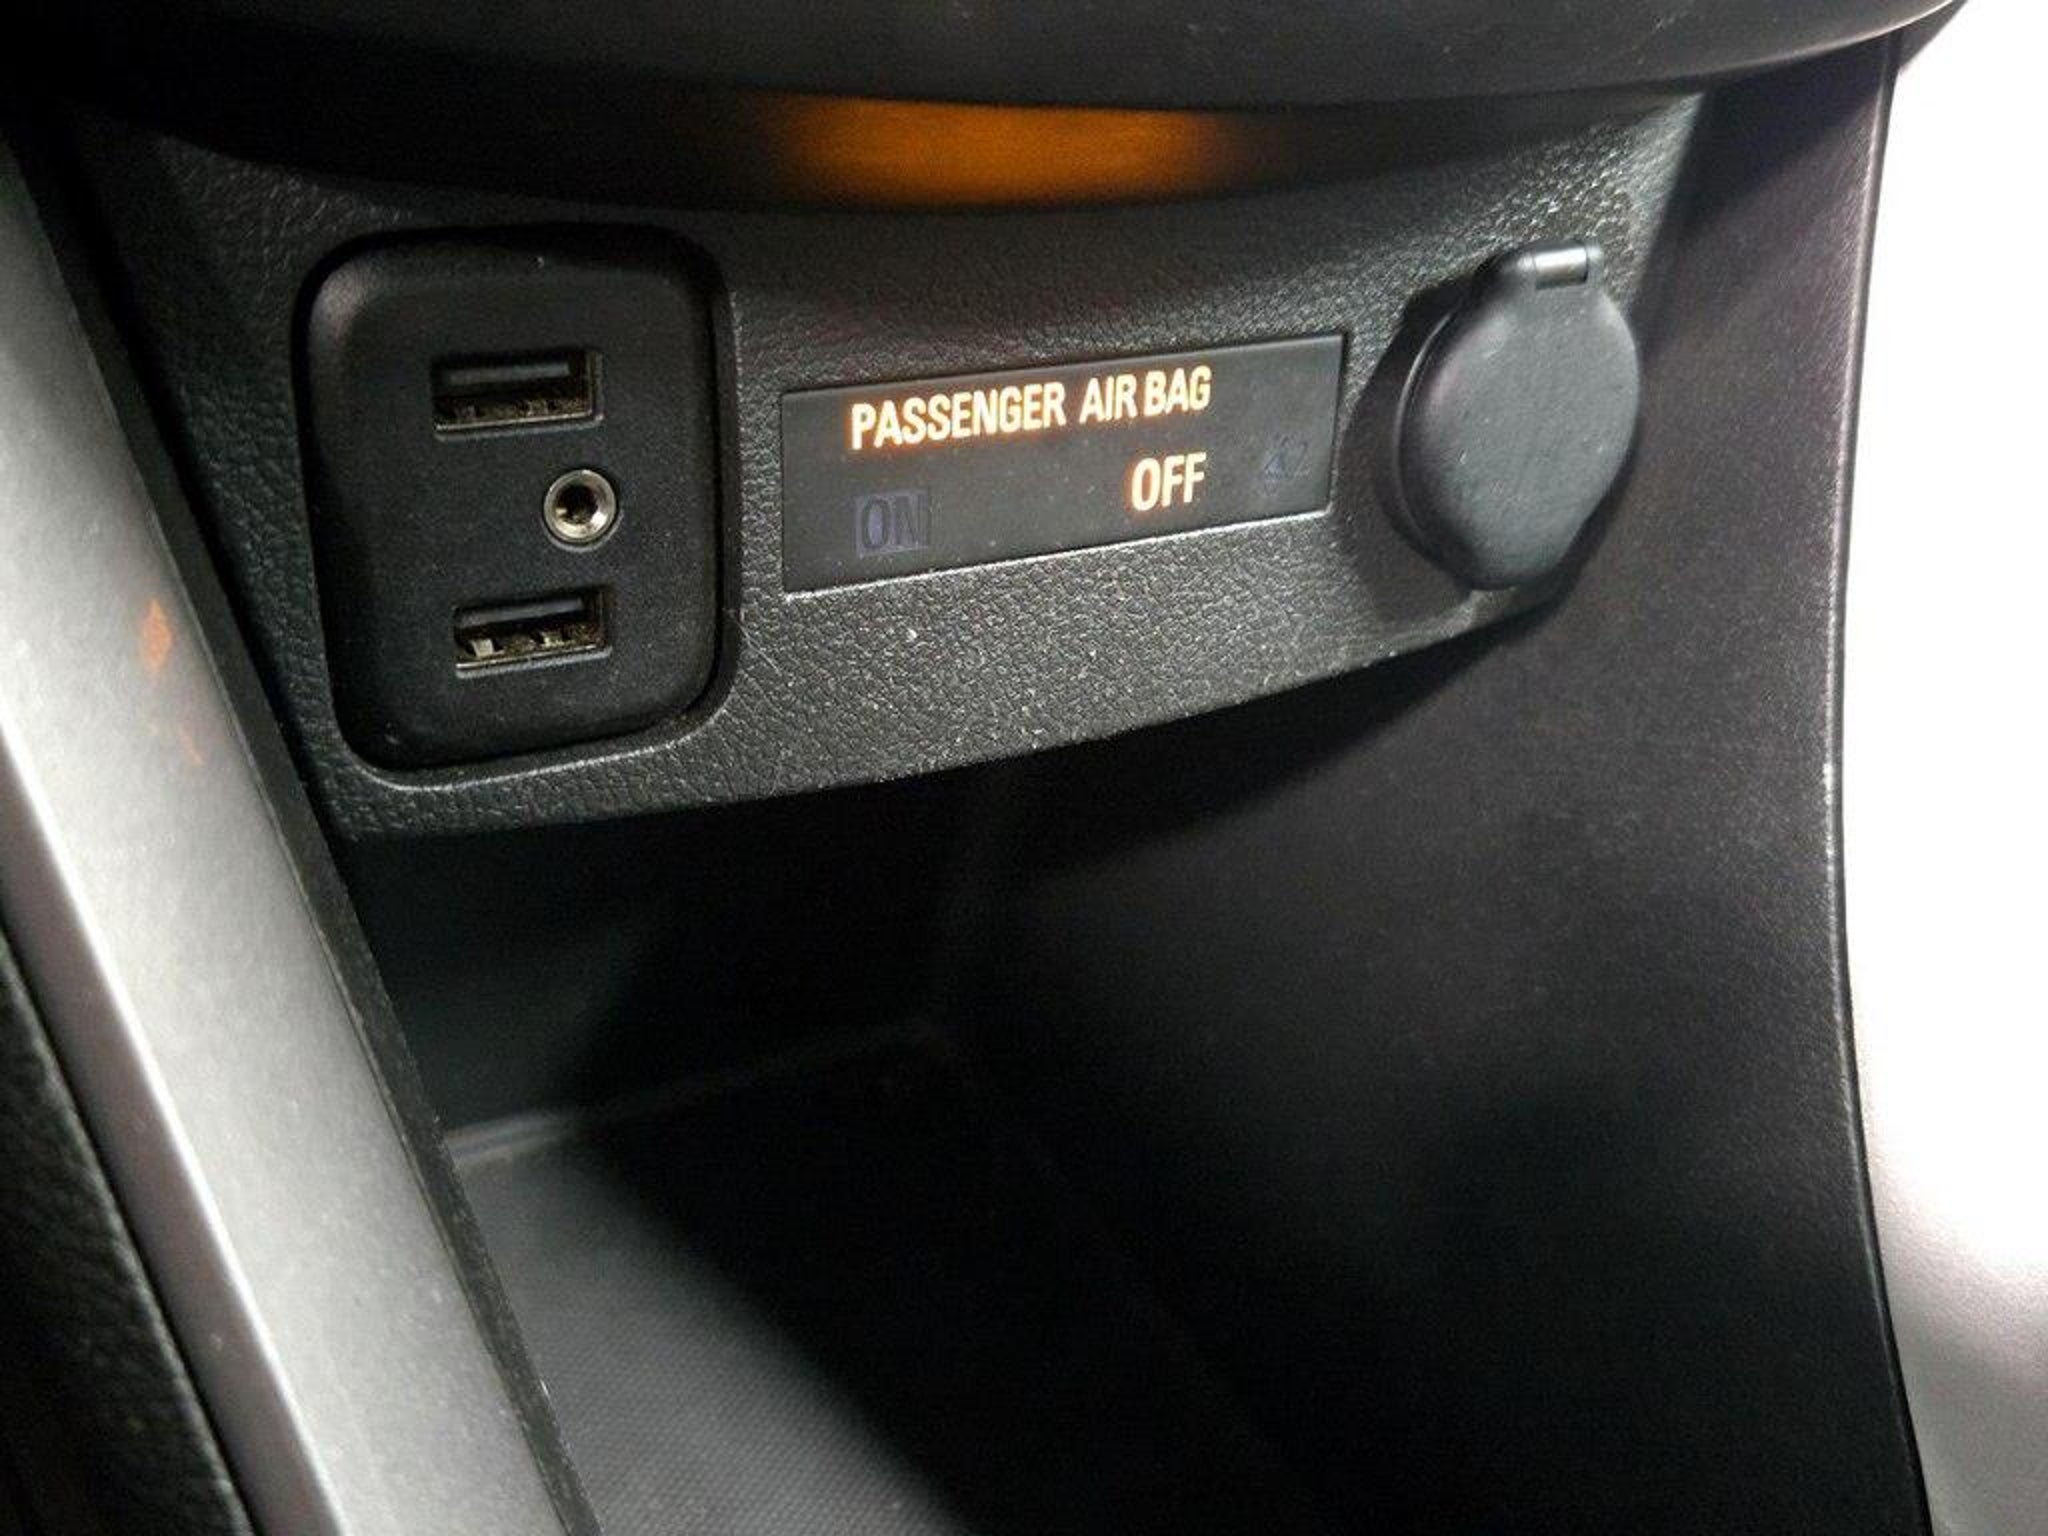 PASSENGER AIR BAG
ON OFF